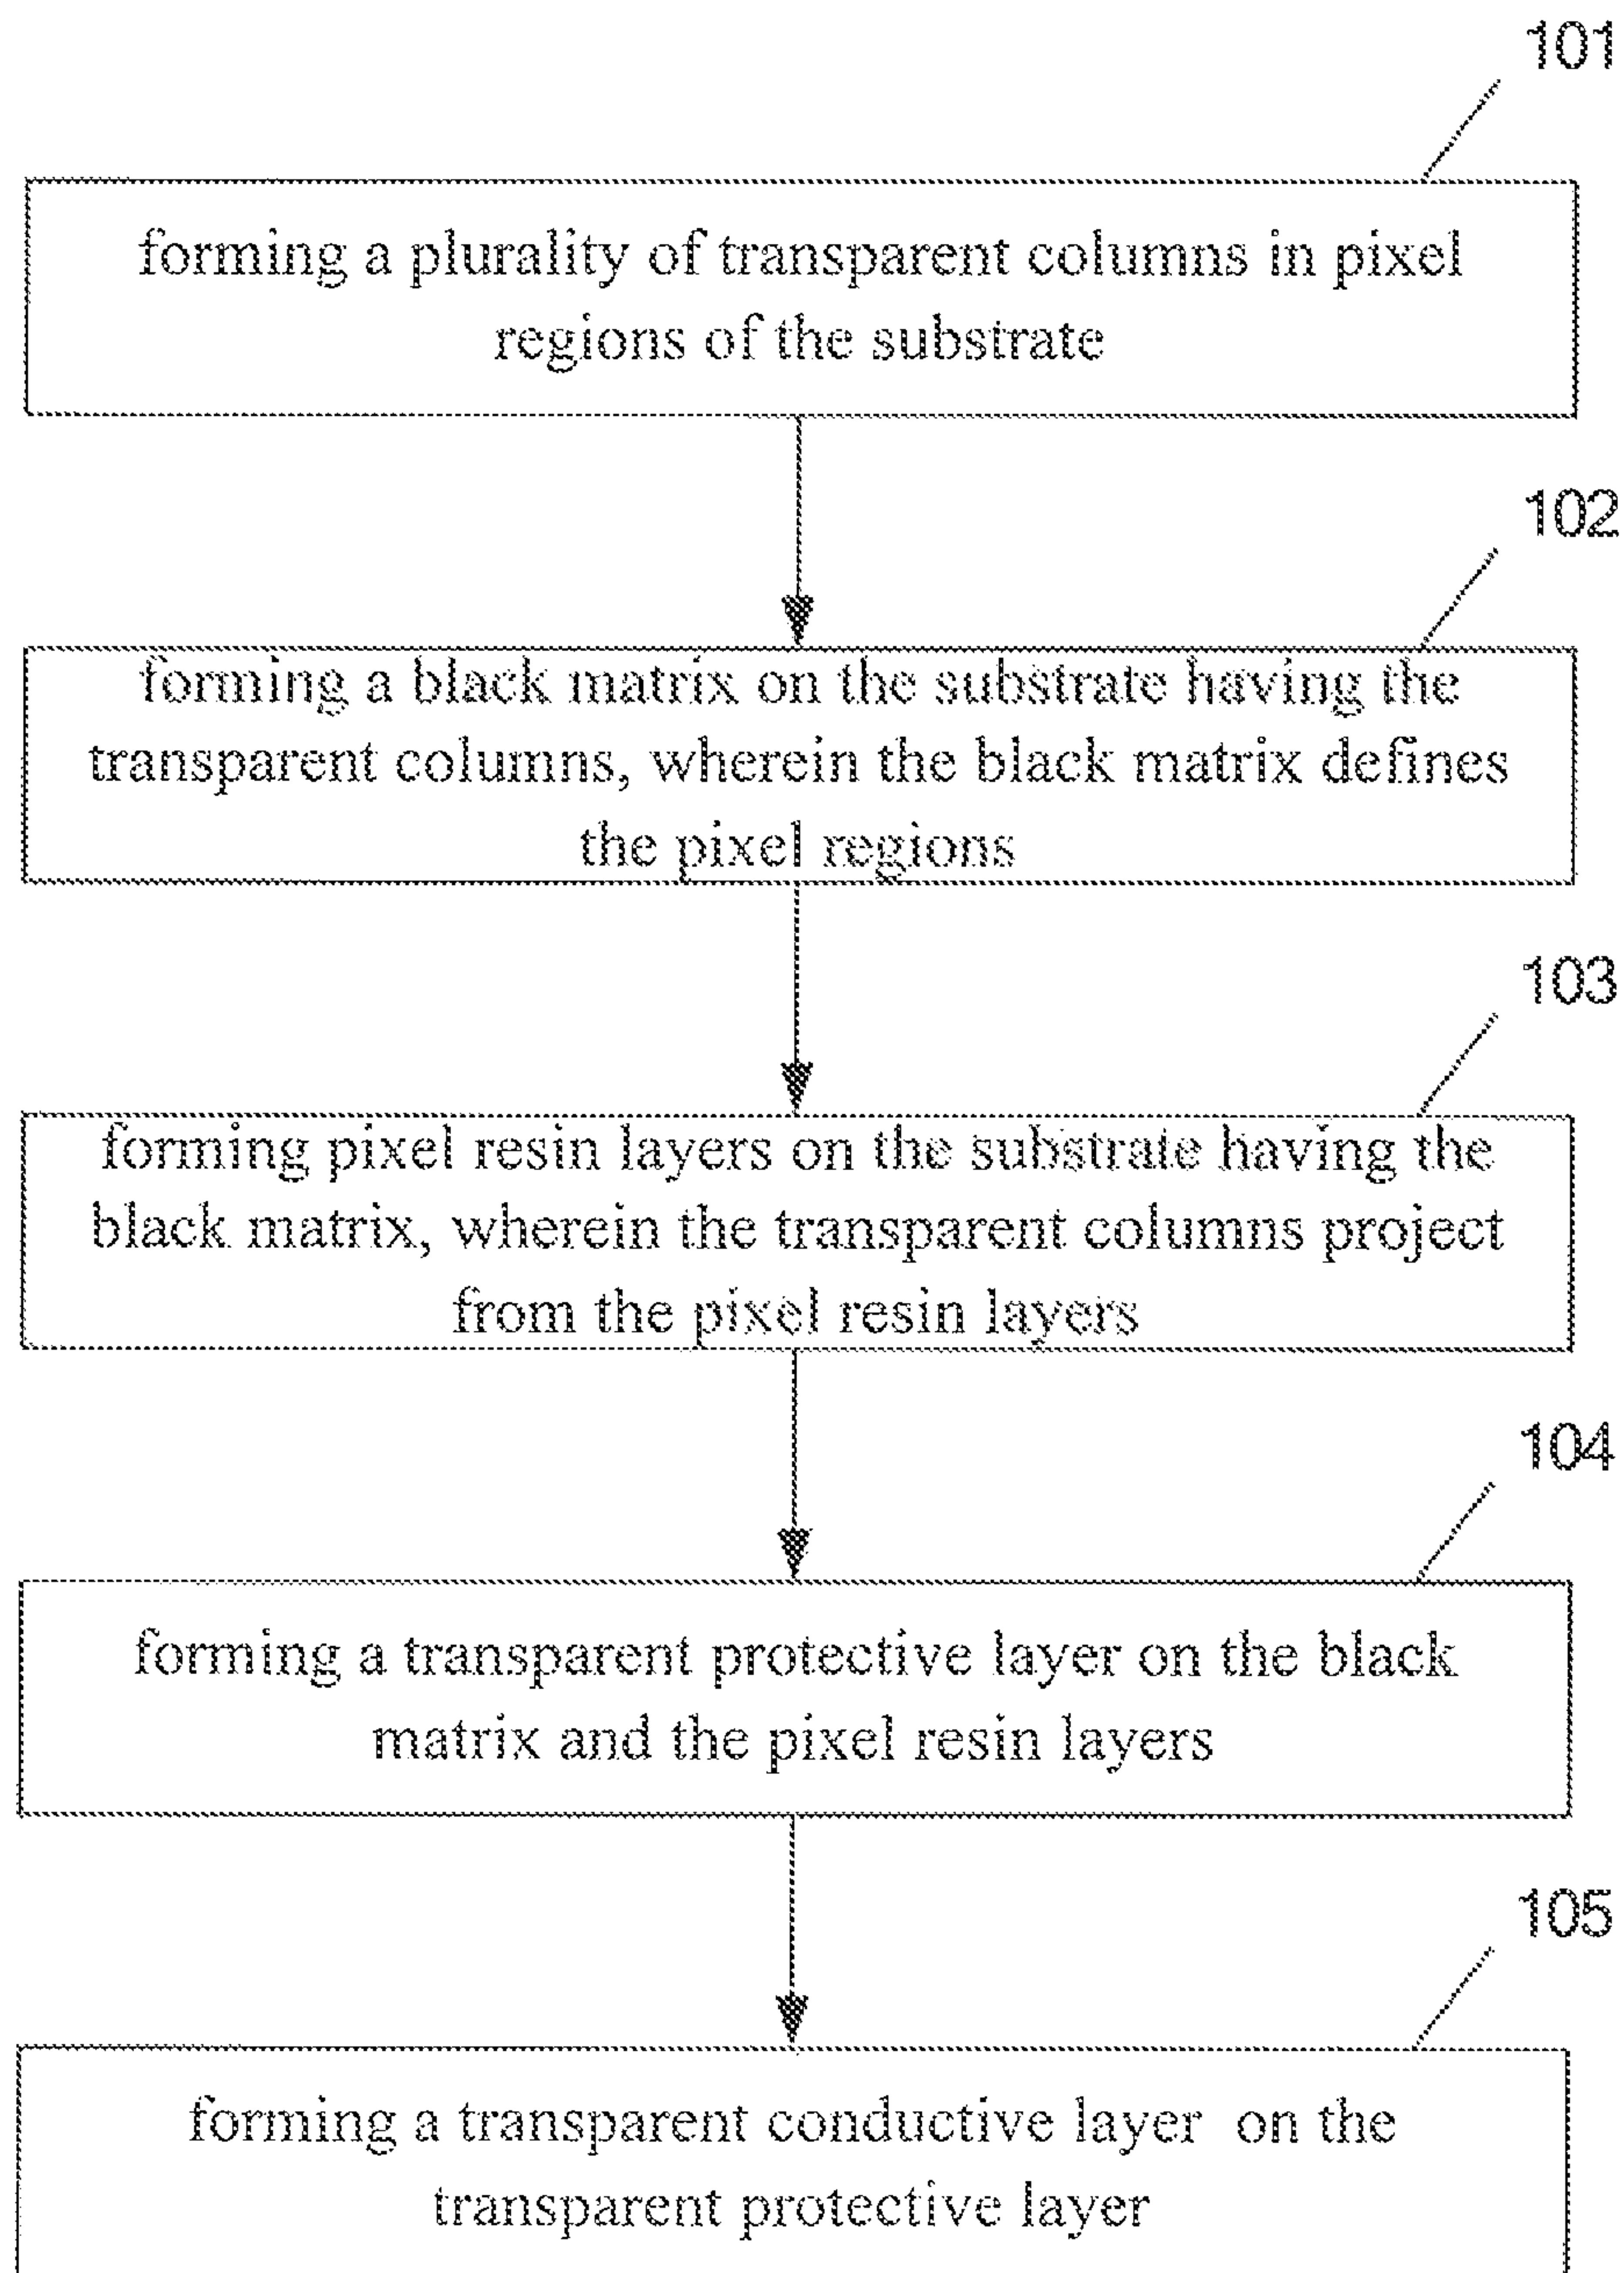 101
forming a plurality of transparent columns in pixel
regions of the substrate
102
forming a black matrix on the substrate having the
transparent columns, wherein the black matrix defines
the pixel regions
103
forming pixel resin layers on the substrate having the
black matrix, wherein the transparent columns project
from the pixel resin layers
104
forming a transparent protective layer on the black
matrix and the pixel resin layers
105
forming a transparent conductive layer on the
transparent protective layer